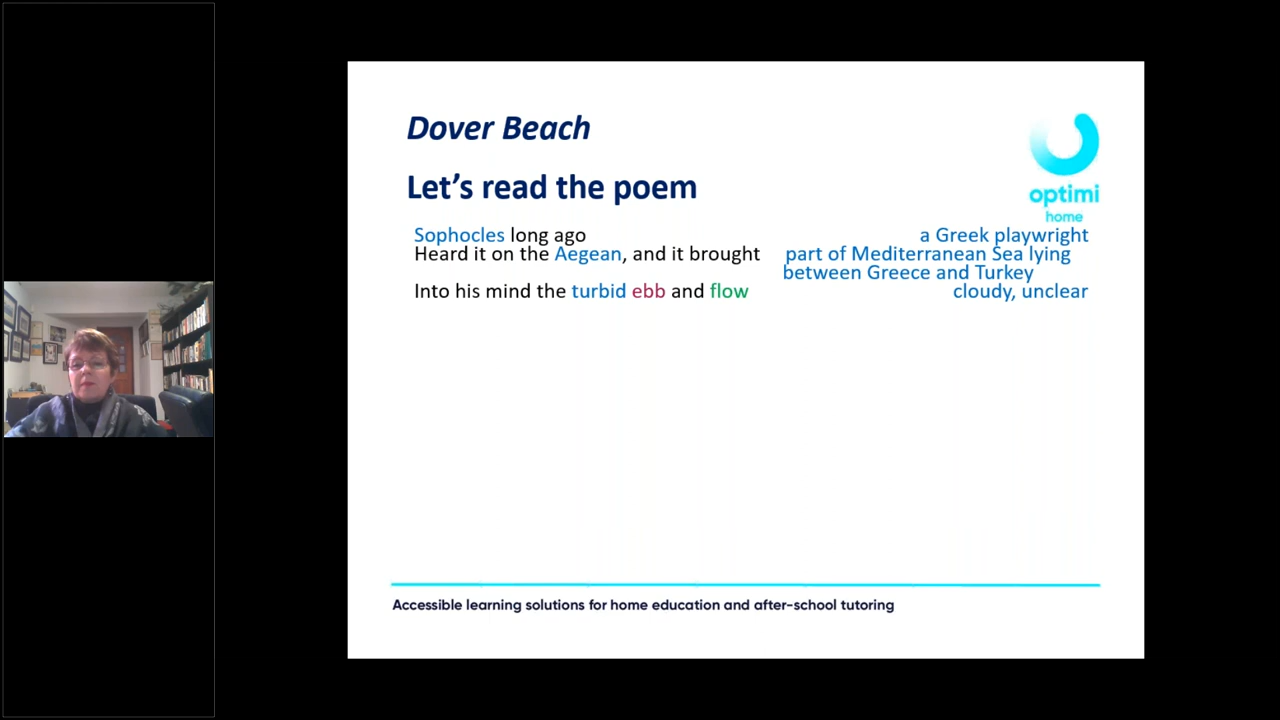 Dover Beach
Let's read the poem
optimi
home
Sophocles long ago a Greek playwright
Heard it on the Aegean, and it brought part of Mediterranean Sea lying
between Greece and Turkey
Into his mind the turbid ebb and flow cloudy, unclear
Accessible learning solutions for home education and after-school tutoring